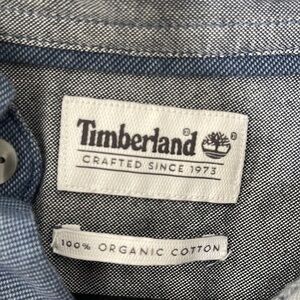 Timberland®
CRAFTED SINCE 1973
100% ORGANIC COTTON